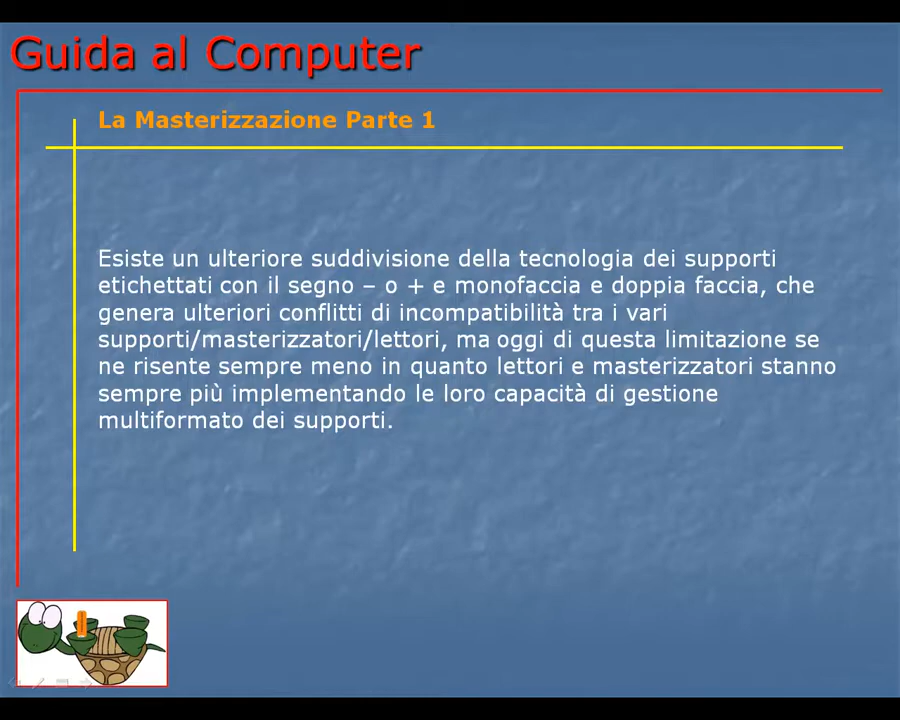 Guida al Computer
La Masterizzazione Parte 1
Esiste un ulteriore suddivisione della tecnologia dei supporti
etichettati con il segno – o + e monofaccia e doppia faccia, che
genera ulteriori conflitti di incompatibilità tra i vari
supporti/masterizzatori/lettori, ma oggi di questa limitazione se
ne risente sempre meno in quanto lettori e masterizzatori stanno
sempre più implementando le loro capacità di gestione
multiformato dei supporti.